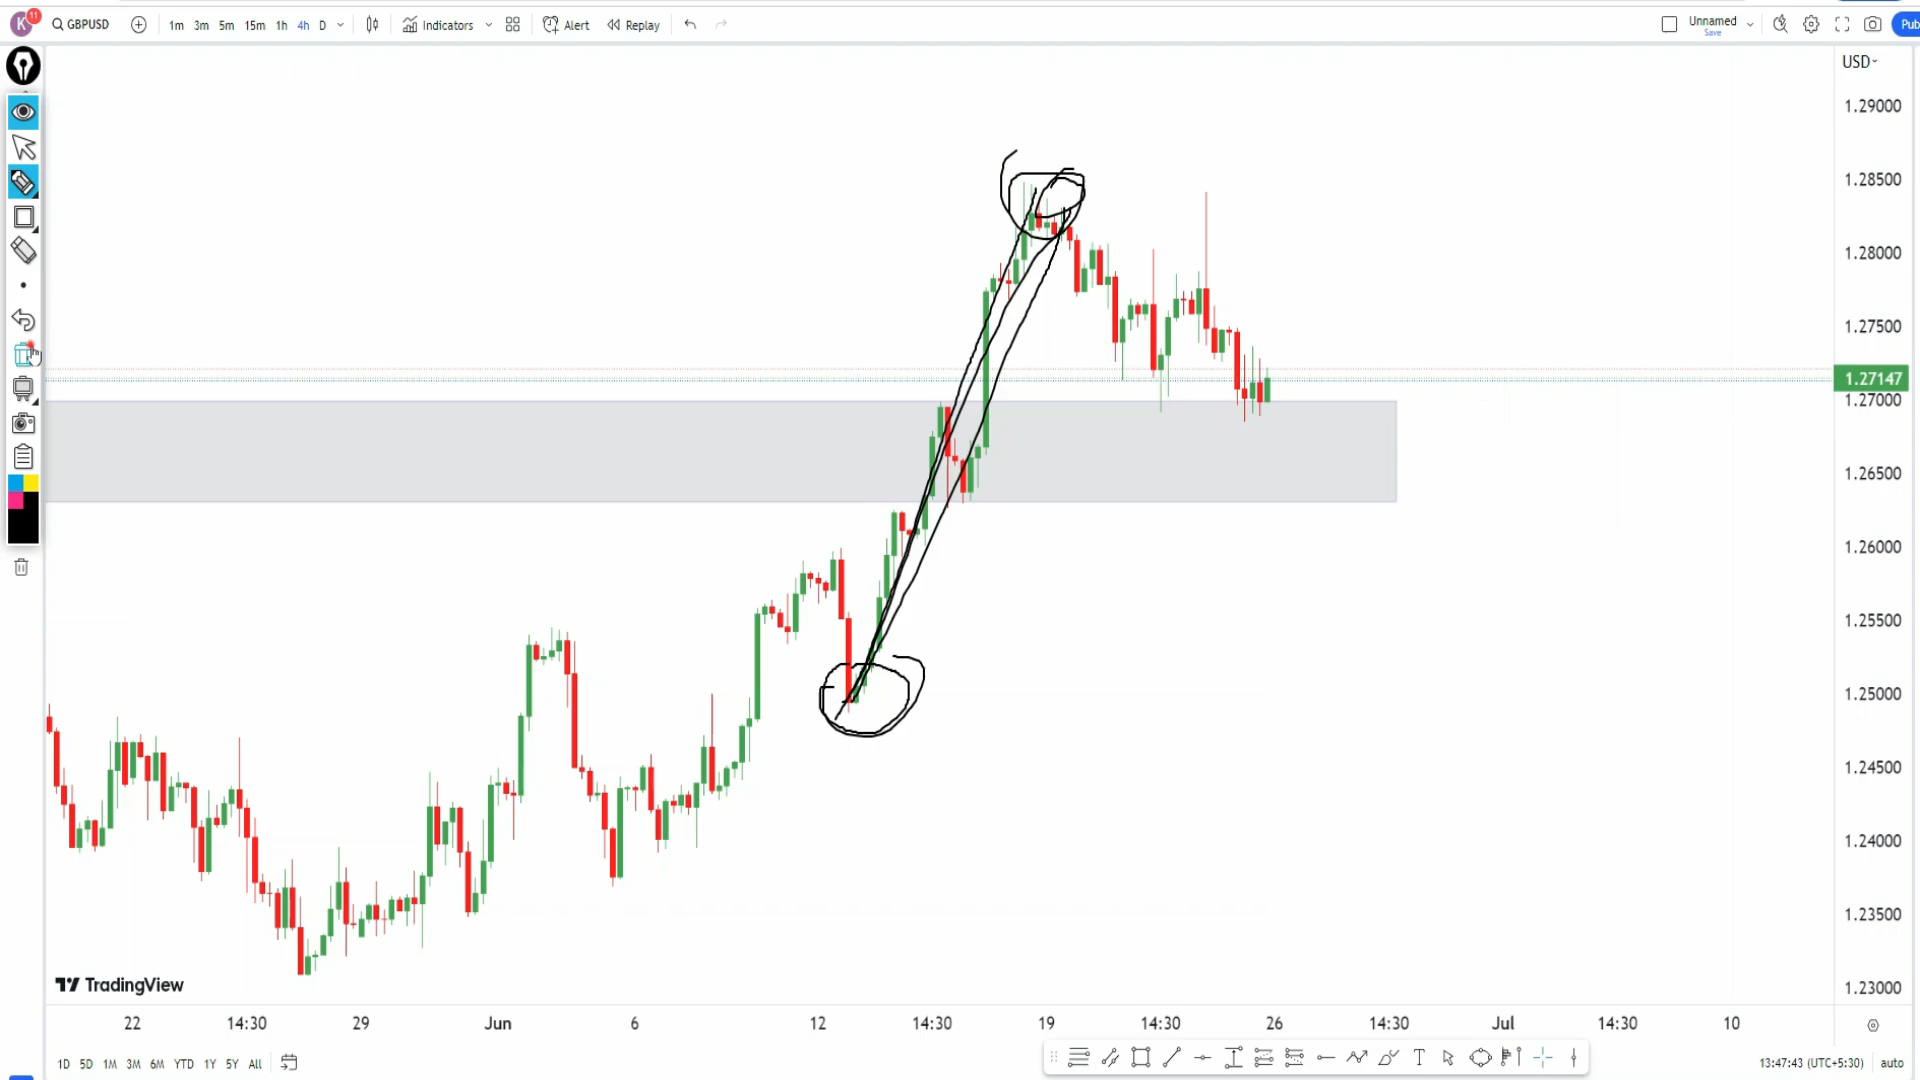 K 11 GBPUSD 1m 3m 5m 15m 1h 4h D Indicators Alert Replay Unnamed Pub
Save
USD
1.29000
1.28500
1.28000
1.27500
1.27147
1.27000
1.26500
1.26000
1.25500
1.25000
1.24500
1.24000
1.23500
1.23000
TradingView
22 14:30 29 Jun 6 12 14:30 19 14:30 26 14:30 Jul 14:30 10
1D 5D 1M 3M 6M YTD 1Y 5Y All 13:47:43 (UTC+5:30) auto